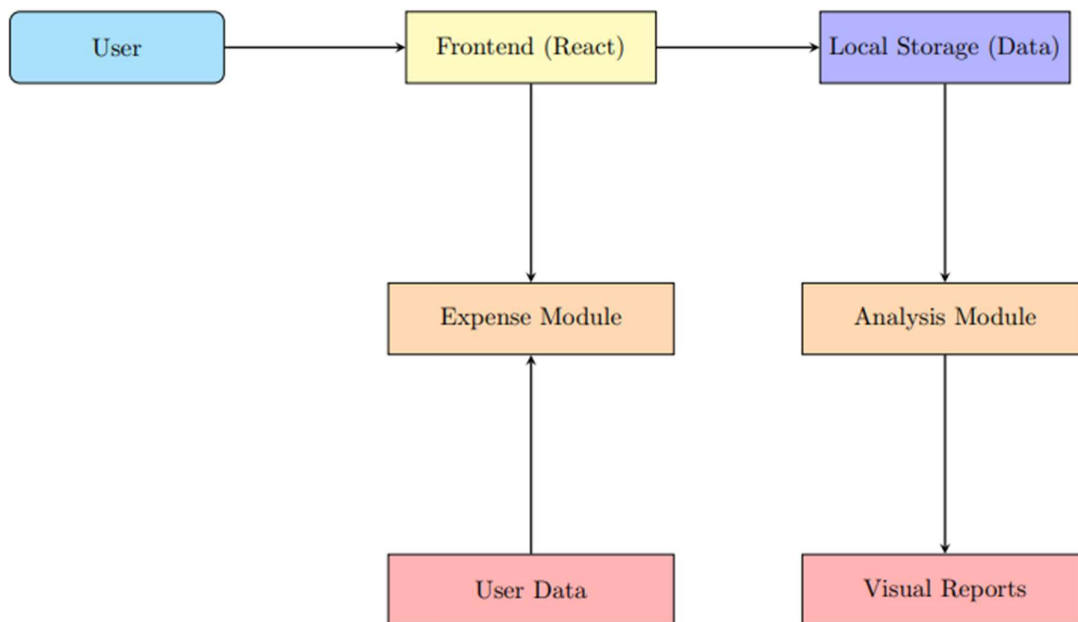 User
Frontend (React)
Local Storage (Data)
Expense Module
Analysis Module
User Data
Visual Reports